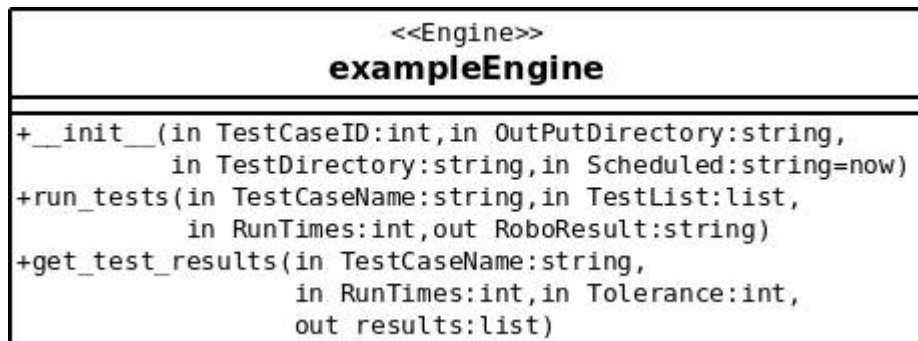 <<Engine>>
exampleEngine
+__init__(in TestCaseID:int,in OutPutDirectory:string,
in TestDirectory:string,in Scheduled:string=now)
+run_tests(in TestCaseName:string,in TestList:list,
in RunTimes:int,out RoboResult:string)
+get_test_results(in TestCaseName:string,
in RunTimes:int,in Tolerance:int,
out results:list)